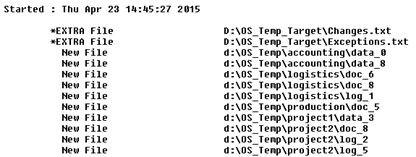 Started : Thu Apr 23 14:45:27 2015
*EXTRA File D:\OS_Temp_Target\Changes.txt
*EXTRA File D:\OS_Temp_Target\Exceptions.txt
New File d:\OS_Temp\accounting\data_0
New File d:\OS_Temp\accounting\data_8
New File d:\OS_Temp\logistics\doc_6
New File d:\OS_Temp\logistics\doc_8
New File d:\OS_Temp\logistics\log_1
New File d:\OS_Temp\production\doc_5
New File d:\OS_Temp\project1\data_3
New File d:\OS_Temp\project2\doc_8
New File d:\OS_Temp\project2\log_2
New File d:\OS_Temp\project2\log_5